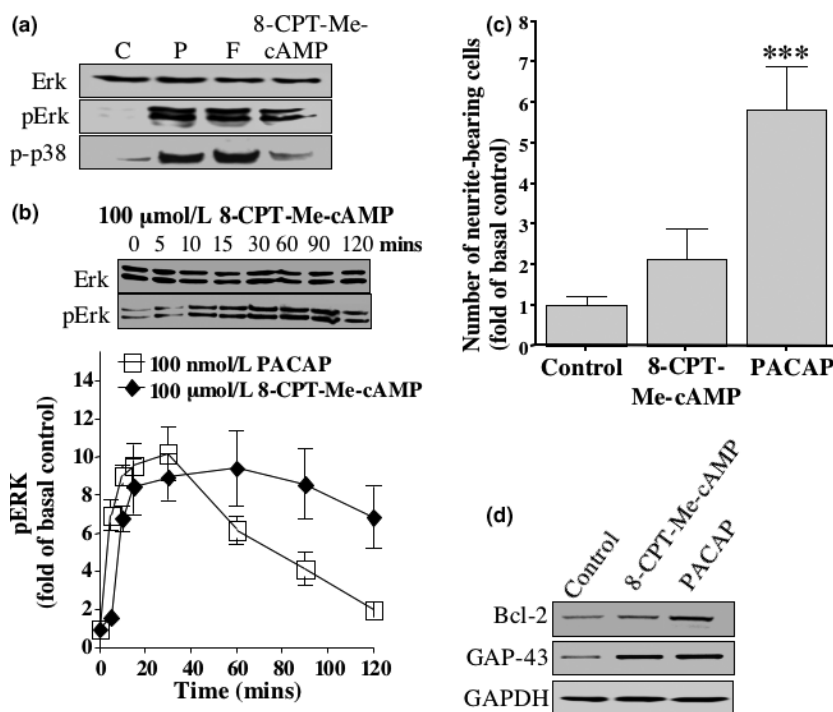 (a)
8-CPT-Me-
cAMP
C P F
Erk
pErk
p-p38
(b)
100 µmol/L 8-CPT-Me-cAMP
0 5 10 15 30 60 90 120 mins
Erk
pErk
100 nmol/L PACAP
100 µmol/L 8-CPT-Me-cAMP
pERK
(fold of basal control)
14
12
10
8
6
4
2
0
0 20 40 60 80 100 120
Time (mins)
(c)
Number of neurite-bearing cells
(fold of basal control)
8
7
6
5
4
3
2
1
0
***
Control
8-CPT-
Me-cAMP
PACAP
(d)
Control
8-CPT-Me-cAMP
PACAP
Bcl-2
GAP-43
GAPDH